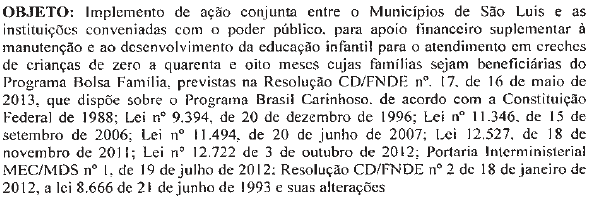 OBJETO: Implemento de ação conjunta entre o Municípios de São Luis e as
instituições conveniadas com o poder público, para apoio financeiro suplementar à
manutenção e ao desenvolvimento da educação infantil para o atendimento em creches
de crianças de zero a quarenta e oito meses cujas famílias sejam beneficiárias do
Programa Bolsa Família, previstas na Resolução CD/FNDE nº. 17, de 16 de maio de
2013, que dispõe sobre o Programa Brasil Carinhoso. de acordo com a Constituição
Federal de 1988; Lei nº 9.394, de 20 de dezembro de 1996; Lei nº 11.346, de 15 de
setembro de 2006; Lei nº 11.494, de 20 de junho de 2007; Lei 12.527, de 18 de
novembro de 2011; Lei nº 12.722 de 3 de outubro de 2012; Portaria Interministerial
MEC/MDS nº 1, de 19 de julho de 2012; Resolução CD/FNDE nº 2 de 18 de janeiro de
2012, a lei 8.666 de 21 de junho de 1993 e suas alterações